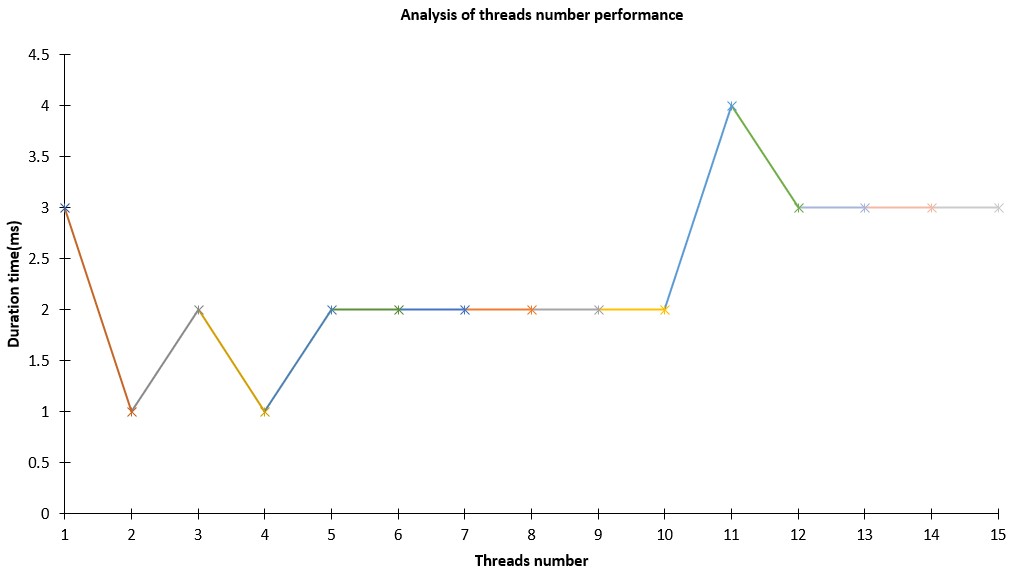 Analysis of threads number performance
4.5
4
3.5
3
2.5
2
1.5
1
0.5
0
Duration time(ms)
1 2 3 4 5 6 7 8 9 10 11 12 13 14 15
Threads number